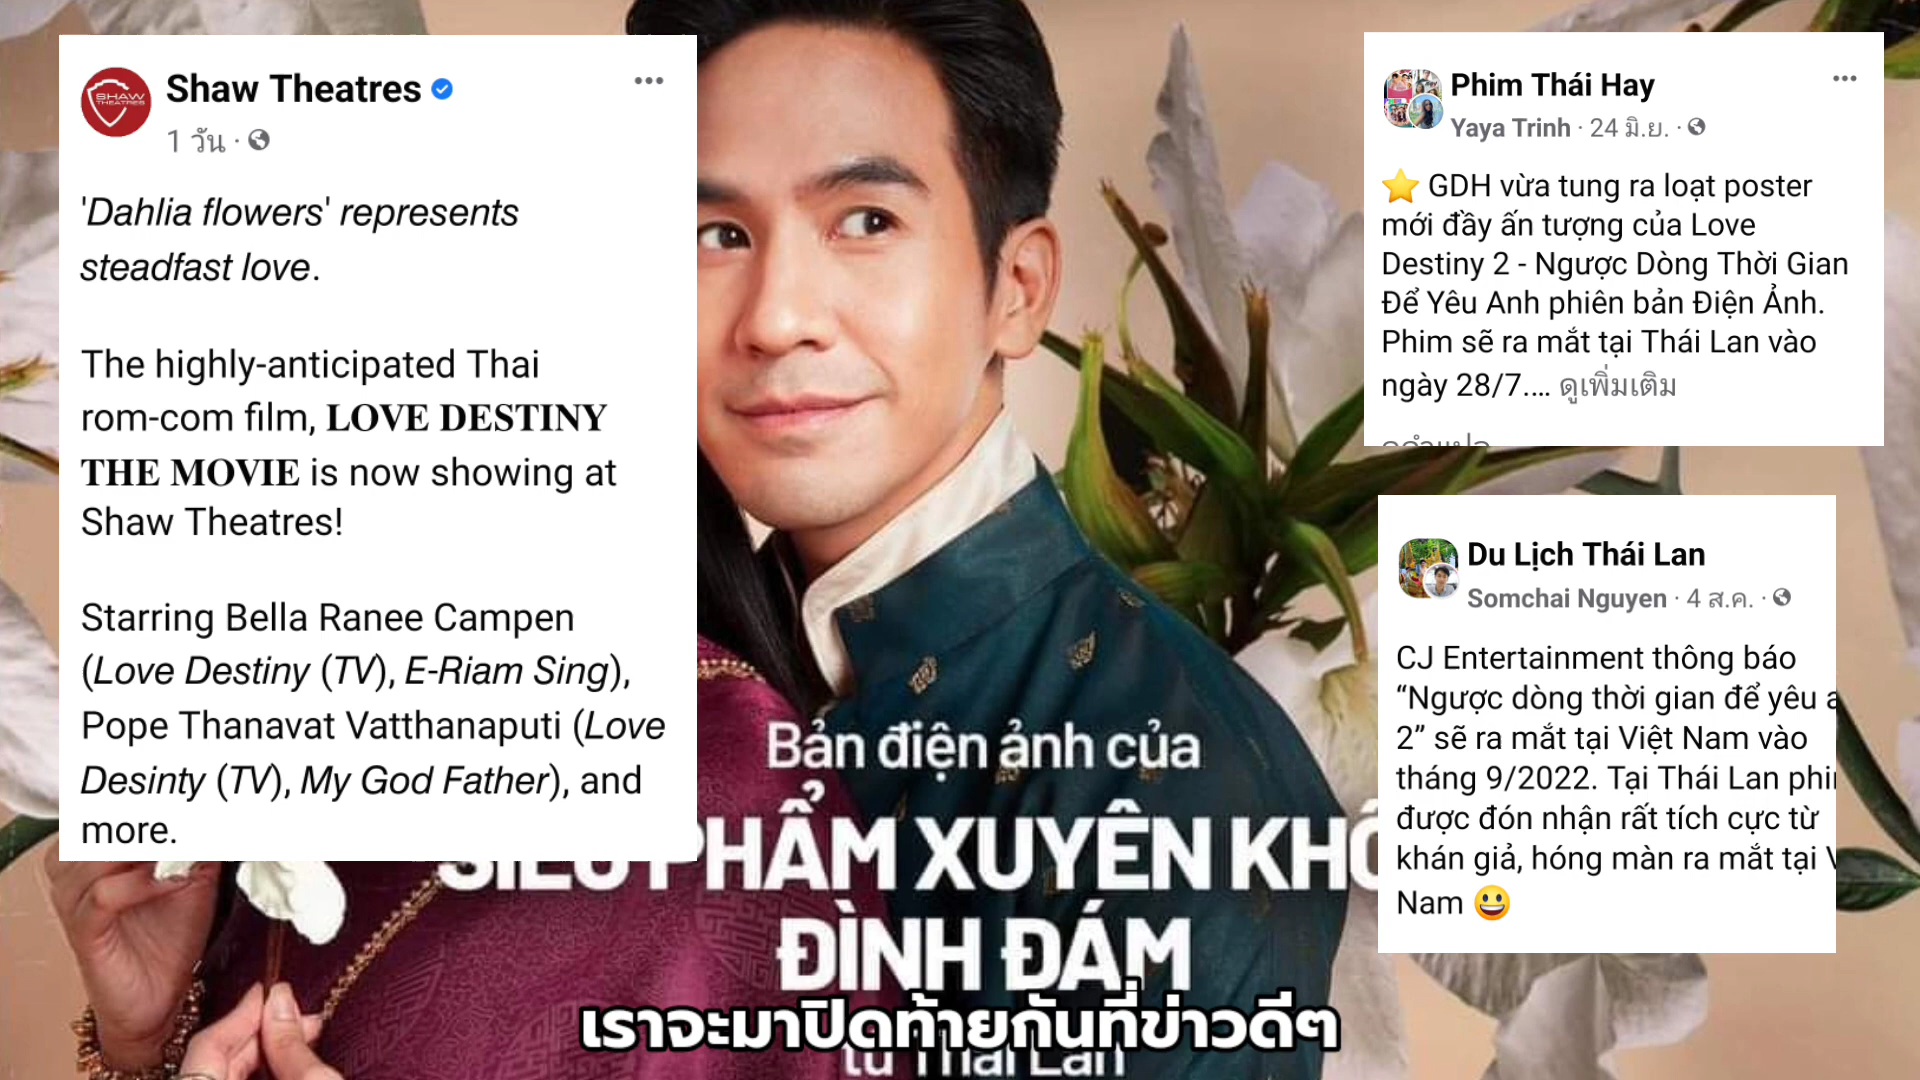 SHAW
THEATRES
Shaw Theatres
1 วัน ·
'Dahlia flowers' represents
steadfast love.
The highly-anticipated Thai
rom-com film, LOVE DESTINY
THE MOVIE is now showing at
Shaw Theatres!
Starring Bella Ranee Campen
(Love Destiny (TV), E-Riam Sing),
Pope Thanavat Vatthanaputi (Love
Desinty (TV), My God Father), and
more.
Phim Thái Hay
Yaya Trinh · 24 มิ.ย. ·
⭐ GDH vừa tung ra loạt poster
mới đầy ấn tượng của Love
Destiny 2 - Ngược Dòng Thời Gian
Để Yêu Anh phiên bản Điện Ảnh.
Phim sẽ ra mắt tại Thái Lan vào
ngày 28/7.... ดูเพิ่มเติม
Du Lịch Thái Lan
Somchai Nguyen · 4 ส.ค. ·
CJ Entertainment thông báo
“Ngược dòng thời gian để yêu a
2” sẽ ra mắt tại Việt Nam vào
tháng 9/2022. Tại Thái Lan phi
được đón nhận rất tích cực từ
khán giả, hóng màn ra mắt tại V
Nam 😃
Bản điện ảnh của
SIÊU PHẨM XUYÊN KHÔ
ĐÌNH ĐÁM
từ Thái Lan
เราจะมาปิดท้ายกันที่ข่าวดีๆ